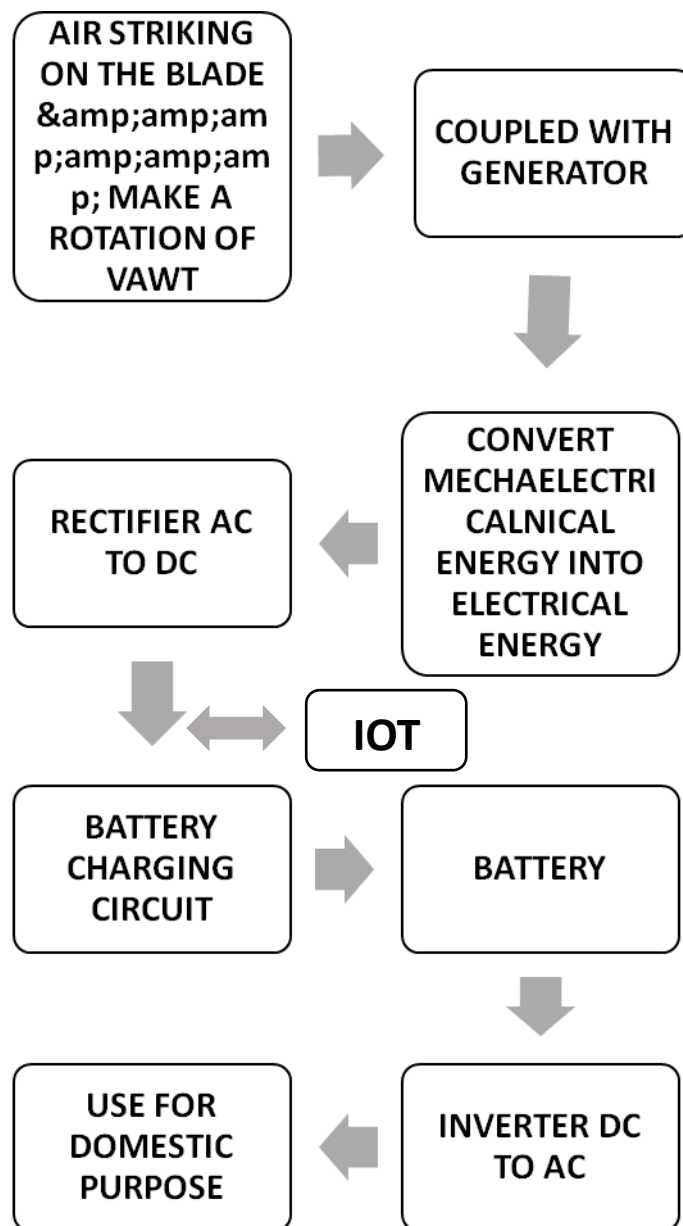 AIR STRIKING
ON THE BLADE
&amp;amp;am
p;amp;amp;am
p; MAKE A
ROTATION OF
VAWT
COUPLED WITH
GENERATOR
CONVERT
MECHAELECTRI
CALNICAL
ENERGY INTO
ELECTRICAL
ENERGY
RECTIFIER AC
TO DC
IOT
BATTERY
CHARGING
CIRCUIT
BATTERY
INVERTER DC
TO AC
USE FOR
DOMESTIC
PURPOSE